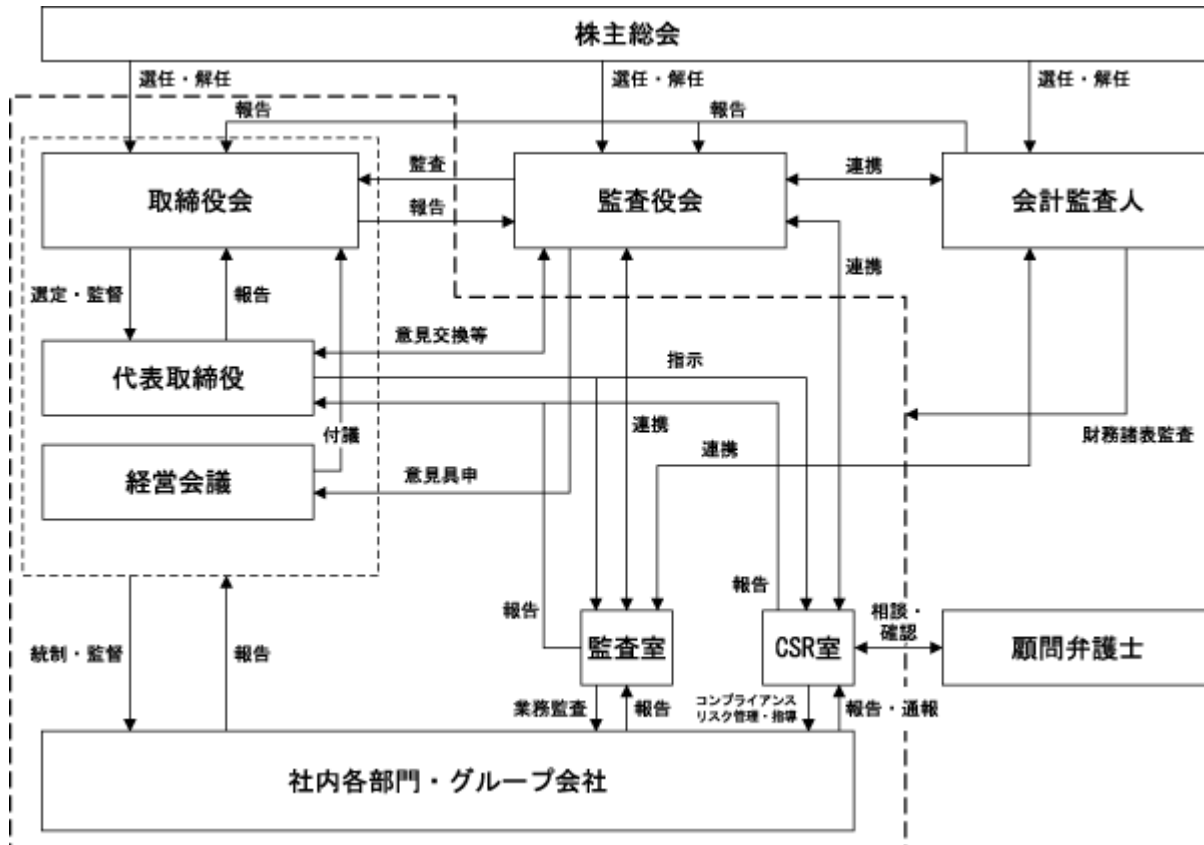 株主総会
選任・解任
選任・解任
選任・解任
報告
報告
取締役会
監査
報告
監査役会
連携
会計監査人
連携
選定・監督
報告
意見交換等
代表取締役
指示
付議
連携
連携
財務諸表監査
経営会議
意見具申
統制・監督
報告
報告
監査室
報告
CSR室
相談・
確認
顧問弁護士
業務監査
報告
コンプライアンス
リスク管理・指導
報告・通報
社内各部門・グループ会社